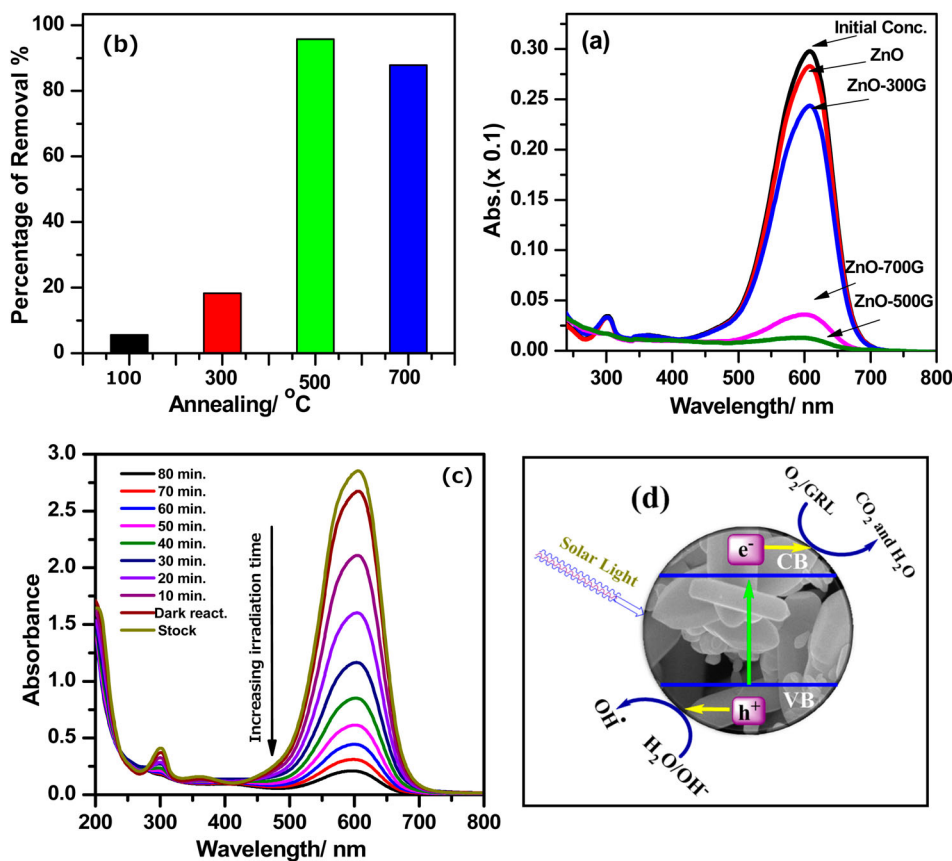 (b)
Percentage of Removal %
100
80
60
40
20
0
100
300
500
700
Annealing/ °C
(a)
Abs.(x 0.1)
0.30
0.25
0.20
0.15
0.10
0.05
0.00
Initial Conc.
ZnO
ZnO-300G
ZnO-700G
ZnO-500G
300
400
500
600
700
800
Wavelength/ nm
(c)
Absorbance
3.0
2.5
2.0
1.5
1.0
0.5
0.0
80 min.
70 min.
60 min.
50 min.
40 min.
30 min.
20 min.
10 min.
Dark react.
Stock
Increasing irradiation time
200
300
400
500
600
700
800
Wavelength/ nm
(d)
Solar Light
O₂/GRL
CO₂ and H₂O
e⁻
CB
VB
h⁺
OH•
H₂O/OH⁻